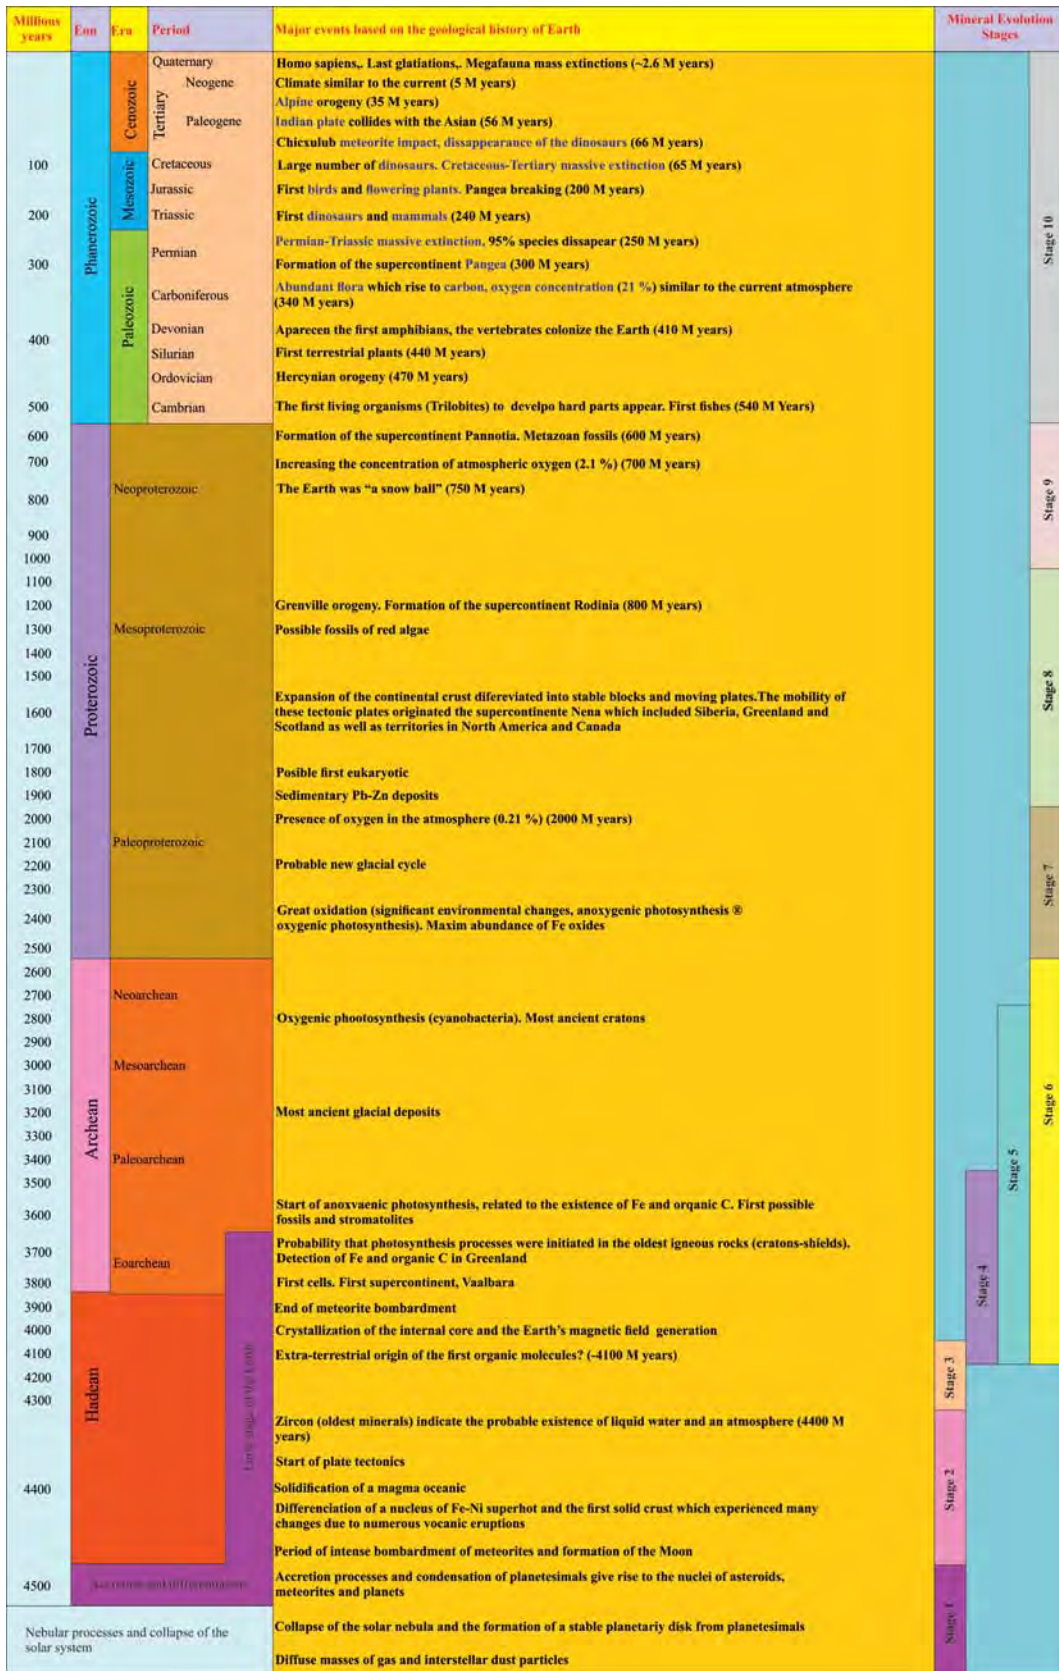 Millions years
Eon
Era
Period
Major events based on the geological history of Earth
Mineral Evolution Stages
Quaternary
Homo sapiens,. Last glatiations,. Megafauna mass extinctions (~2.6 M years)
Neogene
Climate similar to the current (5 M years)
Tertiary
Alpine orogeny (35 M years)
Cenozoic
Paleogene
Indian plate collides with the Asian (56 M years)
Chicxulub meteorite impact, dissappearance of the dinosaurs (66 M years)
100
Cretaceous
Large number of dinosaurs. Cretaceous-Tertiary massive extinction (65 M years)
Mesozoic
Jurassic
First birds and flowering plants. Pangea breaking (200 M years)
200
Triassic
First dinosaurs and mammals (240 M years)
Phanerozoic
Stage 10
Permian-Triassic massive extinction, 95% species dissapear (250 M years)
Permian
300
Formation of the supercontinent Pangea (300 M years)
Paleozoic
Carboniferous
Abundant flora which rise to carbon, oxygen concentration (21 %) similar to the current atmosphere
(340 M years)
Devonian
Aparecen the first amphibians, the vertebrates colonize the Earth (410 M years)
400
Silurian
First terrestrial plants (440 M years)
Ordovician
Hercynian orogeny (470 M years)
500
Cambrian
The first living organisms (Trilobites) to develpo hard parts appear. First fishes (540 M Years)
600
Formation of the supercontinent Pannotia. Metazoan fossils (600 M years)
700
Increasing the concentration of atmospheric oxygen (2.1 %) (700 M years)
Neoproterozoic
The Earth was “a snow ball” (750 M years)
800
Stage 9
900
1000
1100
1200
Grenville orogeny. Formation of the supercontinent Rodinia (800 M years)
1300
Mesoproterozoic
Possible fossils of red algae
1400
1500
Proterozoic
Stage 8
Expansion of the continental crust difereviated into stable blocks and moving plates.The mobility of
1600
these tectonic plates originated the supercontinente Nena which included Siberia, Greenland and
Scotland as well as territories in North America and Canada
1700
1800
Posible first eukaryotic
1900
Sedimentary Pb-Zn deposits
2000
Presence of oxygen in the atmosphere (0.21 %) (2000 M years)
2100
Paleoproterozoic
2200
Probable new glacial cycle
2300
Stage 7
2400
Great oxidation (significant environmental changes, anoxygenic photosynthesis ®
oxygenic photosynthesis). Maxim abundance of Fe oxides
2500
2600
2700
Neoarchean
2800
Oxygenic phootosynthesis (cyanobacteria). Most ancient cratons
2900
3000
Mesoarchean
3100
Archean
3200
Most ancient glacial deposits
Stage 6
3300
3400
Paleoarchean
Stage 5
3500
3600
Start of anoxvaenic photosynthesis, related to the existence of Fe and orqanic C. First possible
fossils and stromatolites
3700
Probability that photosynthesis processes were initiated in the oldest igneous rocks (cratons-shields).
Eoarchean
Detection of Fe and organic C in Greenland
Stage 4
3800
First cells. First supercontinent, Vaalbara
3900
End of meteorite bombardment
4000
Crystallization of the internal core and the Earth’s magnetic field generation
4100
Extra-terrestrial origin of the first organic molecules? (~4100 M years)
Stage 3
4200
Hadean
4300
Early stage of the Earth
Zircon (oldest minerals) indicate the probable existence of liquid water and an atmosphere (4400 M
years)
Start of plate tectonics
Stage 2
4400
Solidification of a magma oceanic
Differenciation of a nucleus of Fe-Ni superhot and the first solid crust which experienced many
changes due to numerous vocanic eruptions
Period of intense bombardment of meteorites and formation of the Moon
4500
Accretion and differentiation
Accretion processes and condensation of planetesimals give rise to the nuclei of asteroids,
meteorites and planets
Stage 1
Nebular processes and collapse of the
solar system
Collapse of the solar nebula and the formation of a stable planetariy disk from planetesimals
Diffuse masses of gas and interstellar dust particles